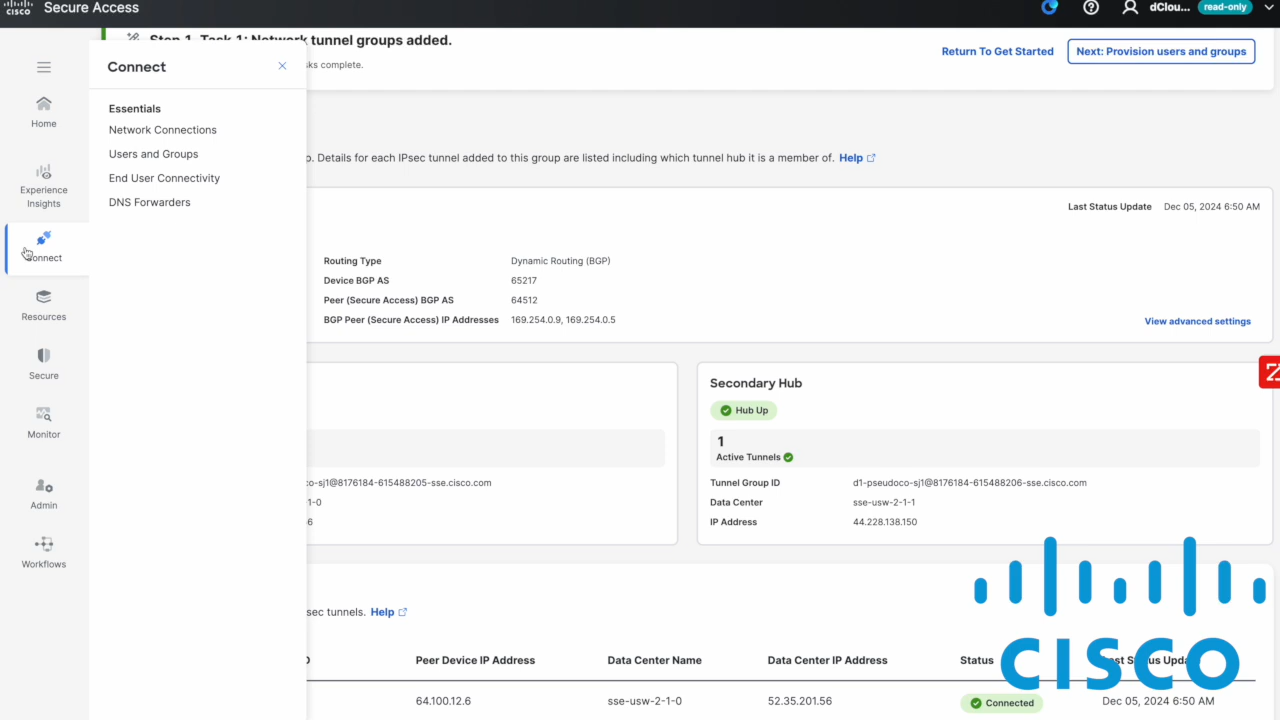 CISCO
Secure Access
dClou...
read-only
Step 1, Task 1: Network tunnel groups added.
ks complete.
Return To Get Started
Next: Provision users and groups
Connect
Essentials
Network Connections
Users and Groups
End User Connectivity
DNS Forwarders
Home
Experience
Insights
Connect
Resources
Secure
Monitor
Admin
Workflows
p. Details for each IPsec tunnel added to this group are listed including which tunnel hub it is a member of. Help
Last Status Update Dec 05, 2024 6:50 AM
Routing Type Dynamic Routing (BGP)
Device BGP AS 65217
Peer (Secure Access) BGP AS 64512
BGP Peer (Secure Access) IP Addresses 169.254.0.9, 169.254.0.5
View advanced settings
co-sj1@8176184-615488205-sse.cisco.com
-1-0
6
Secondary Hub
Hub Up
1
Active Tunnels
Tunnel Group ID d1-pseudoco-sj1@8176184-615488206-sse.cisco.com
Data Center sse-usw-2-1-1
IP Address 44.228.138.150
sec tunnels. Help
Peer Device IP Address Data Center Name Data Center IP Address Status Last Status Update
64.100.12.6 sse-usw-2-1-0 52.35.201.56 Connected Dec 05, 2024 6:50 AM
CISCO